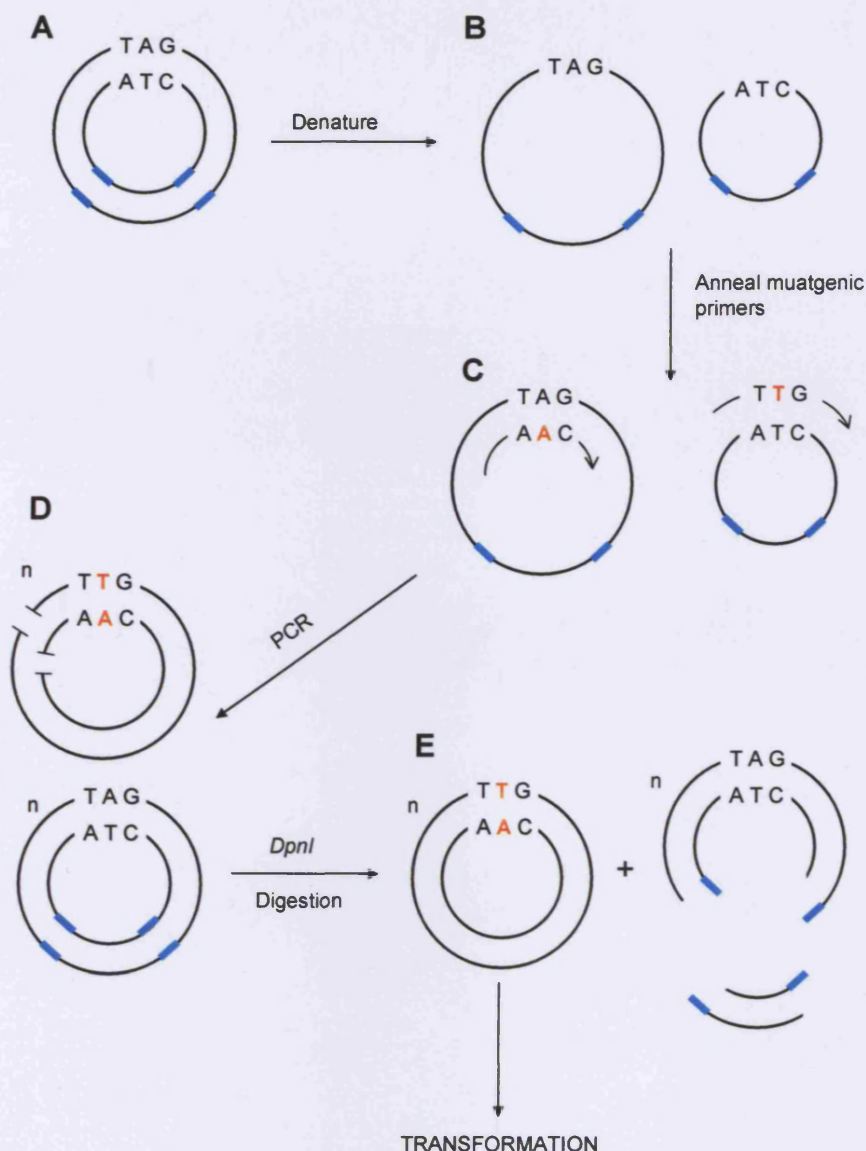 A
TAG
ATC
Denature
B
TAG
ATC
Anneal muatgenic
primers
C
TAG
AAC
TTG
ATC
D
n
TTG
AAC
PCR
n
TAG
ATC
DpnI
Digestion
E
n
TTG
AAC
+
n
TAG
ATC
TRANSFORMATION